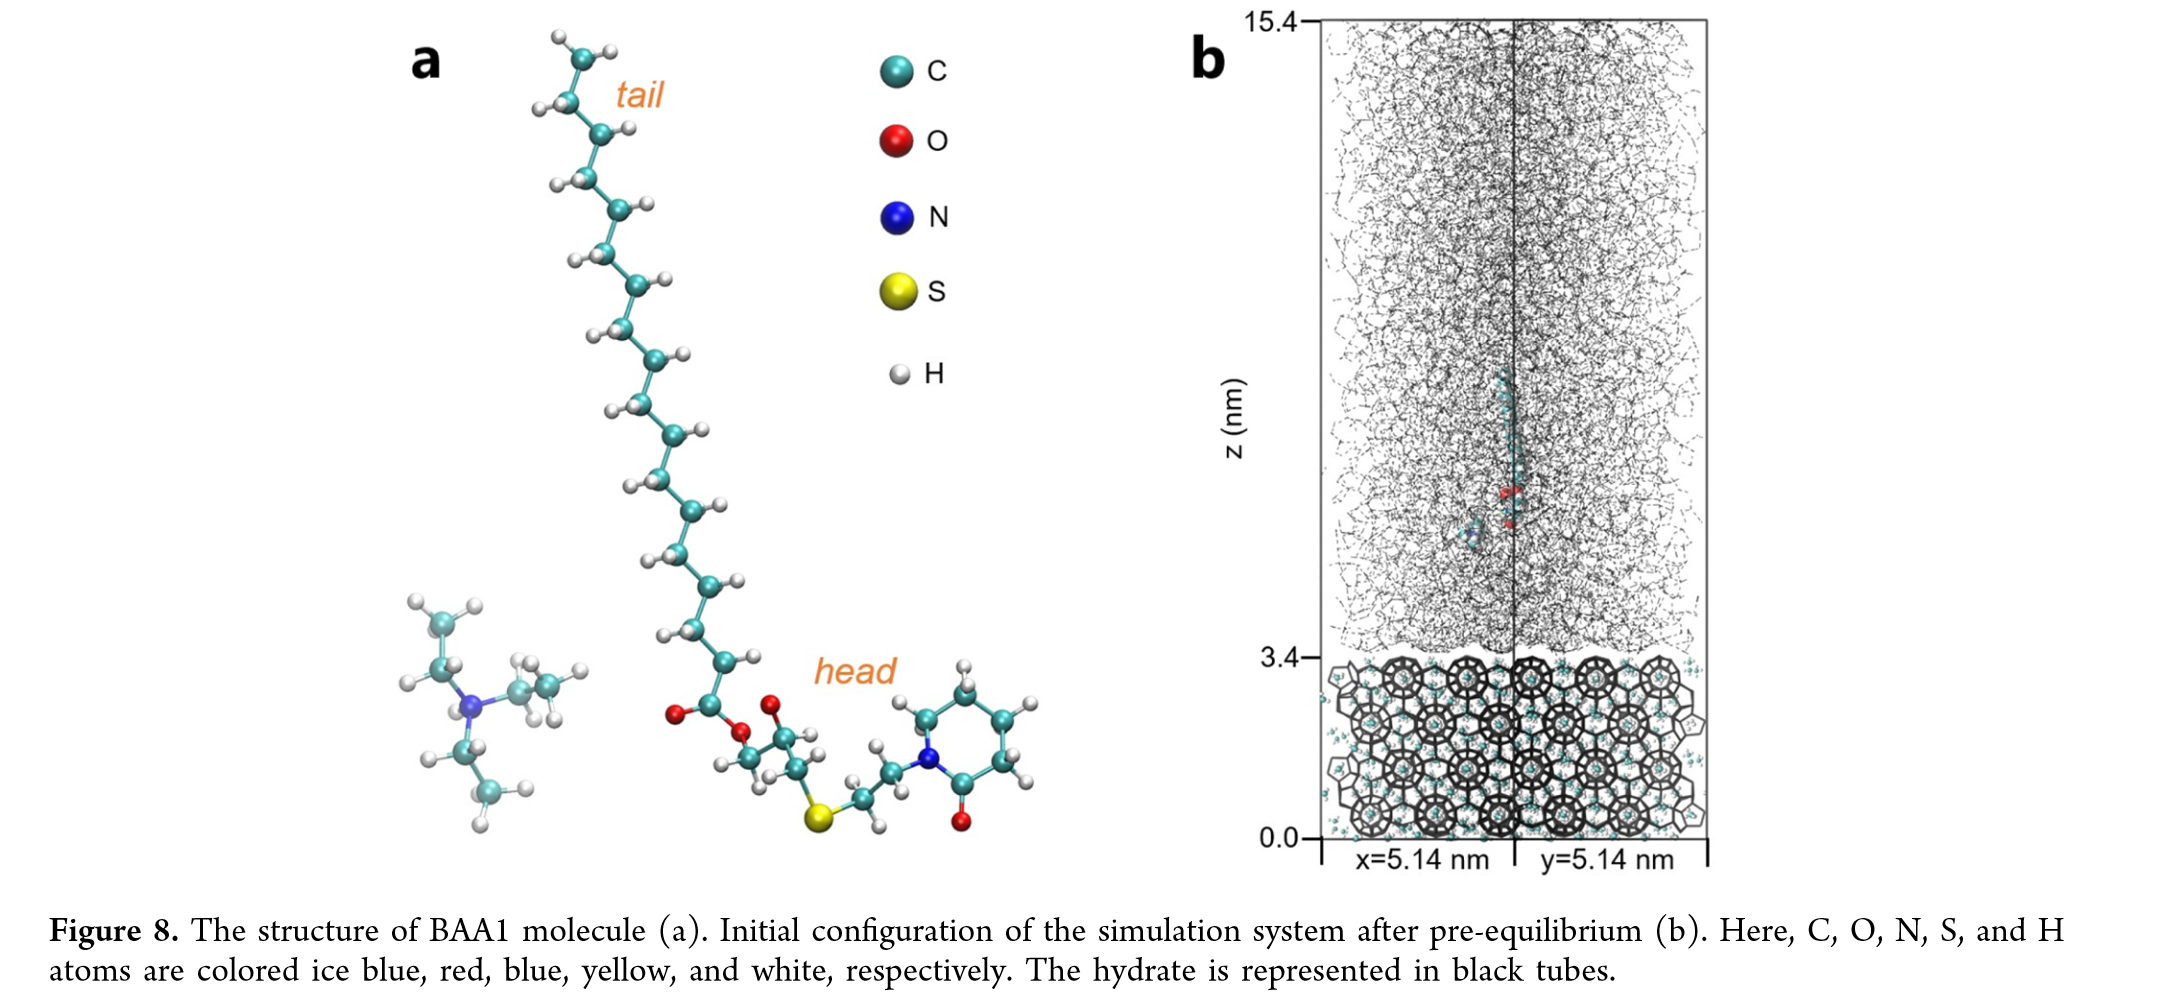 a
tail
C
O
N
S
H
head
b
15.4
z (nm)
3.4
0.0
x=5.14 nm
y=5.14 nm
Figure 8. The structure of BAA1 molecule (a). Initial configuration of the simulation system after pre-equilibrium (b). Here, C, O, N, S, and H
atoms are colored ice blue, red, blue, yellow, and white, respectively. The hydrate is represented in black tubes.